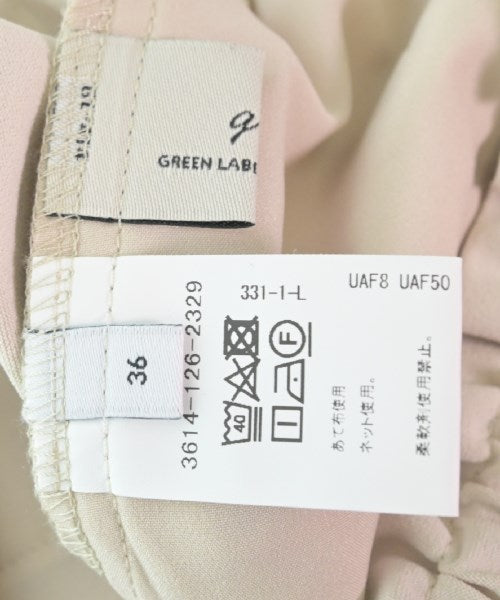 g
GREEN LABE
36
3614-126-2329
331-1-L
UAF8 UAF50
40
F
あて布使用
ネット使用。
柔軟剤使用禁止。